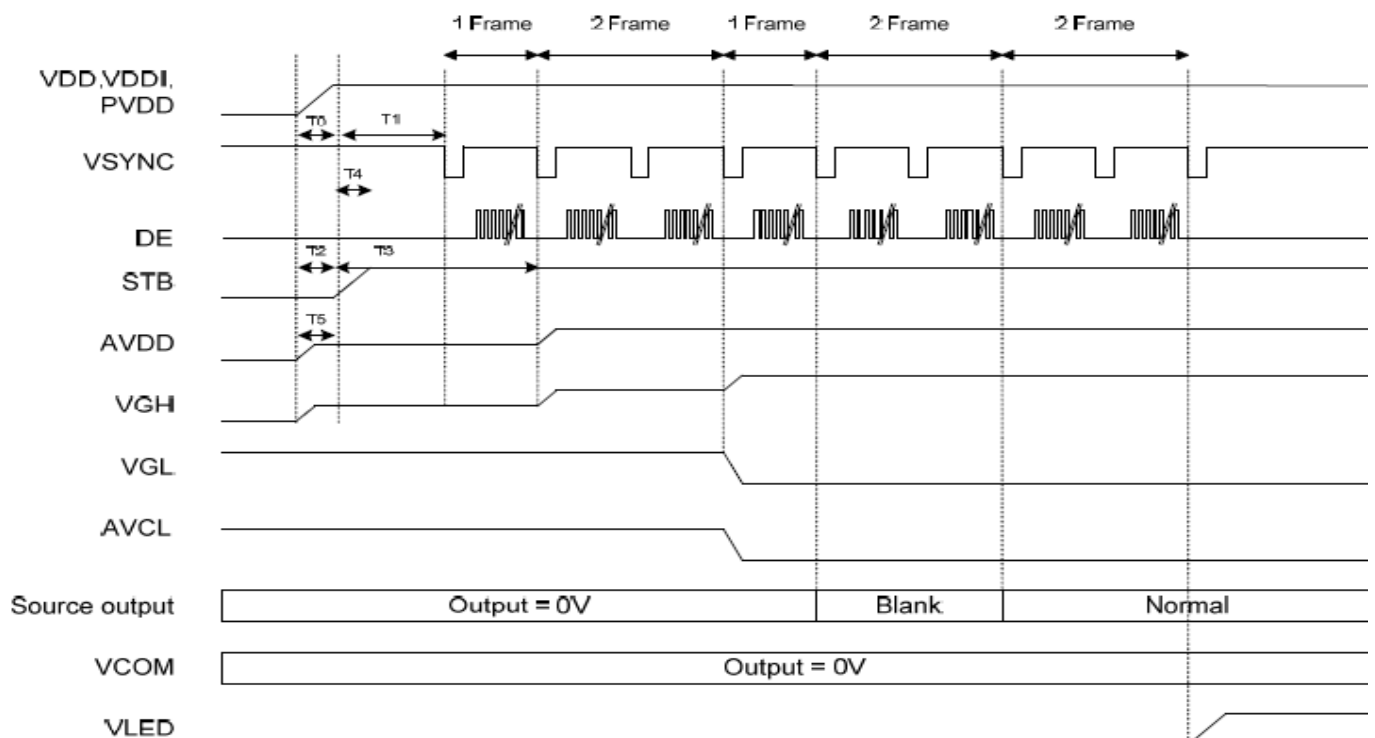 1 Frame 2 Frame 1 Frame 2 Frame 2 Frame
VDD,VDDI,
PVDD
T6 T1
VSYNC
T4
DE
T2 T3
STB
T5
AVDD
VGH
VGL
AVCL
Source output Output = 0V Blank Normal
VCOM Output = 0V
VLED